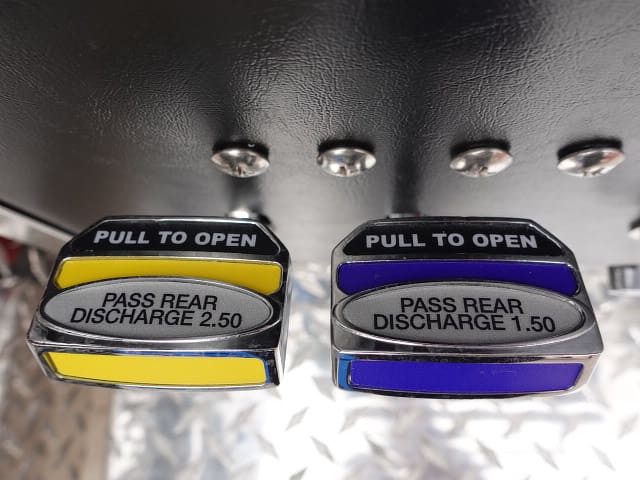 PULL TO OPEN
PASS REAR
DISCHARGE 2.50
PULL TO OPEN
PASS REAR
DISCHARGE 1.50